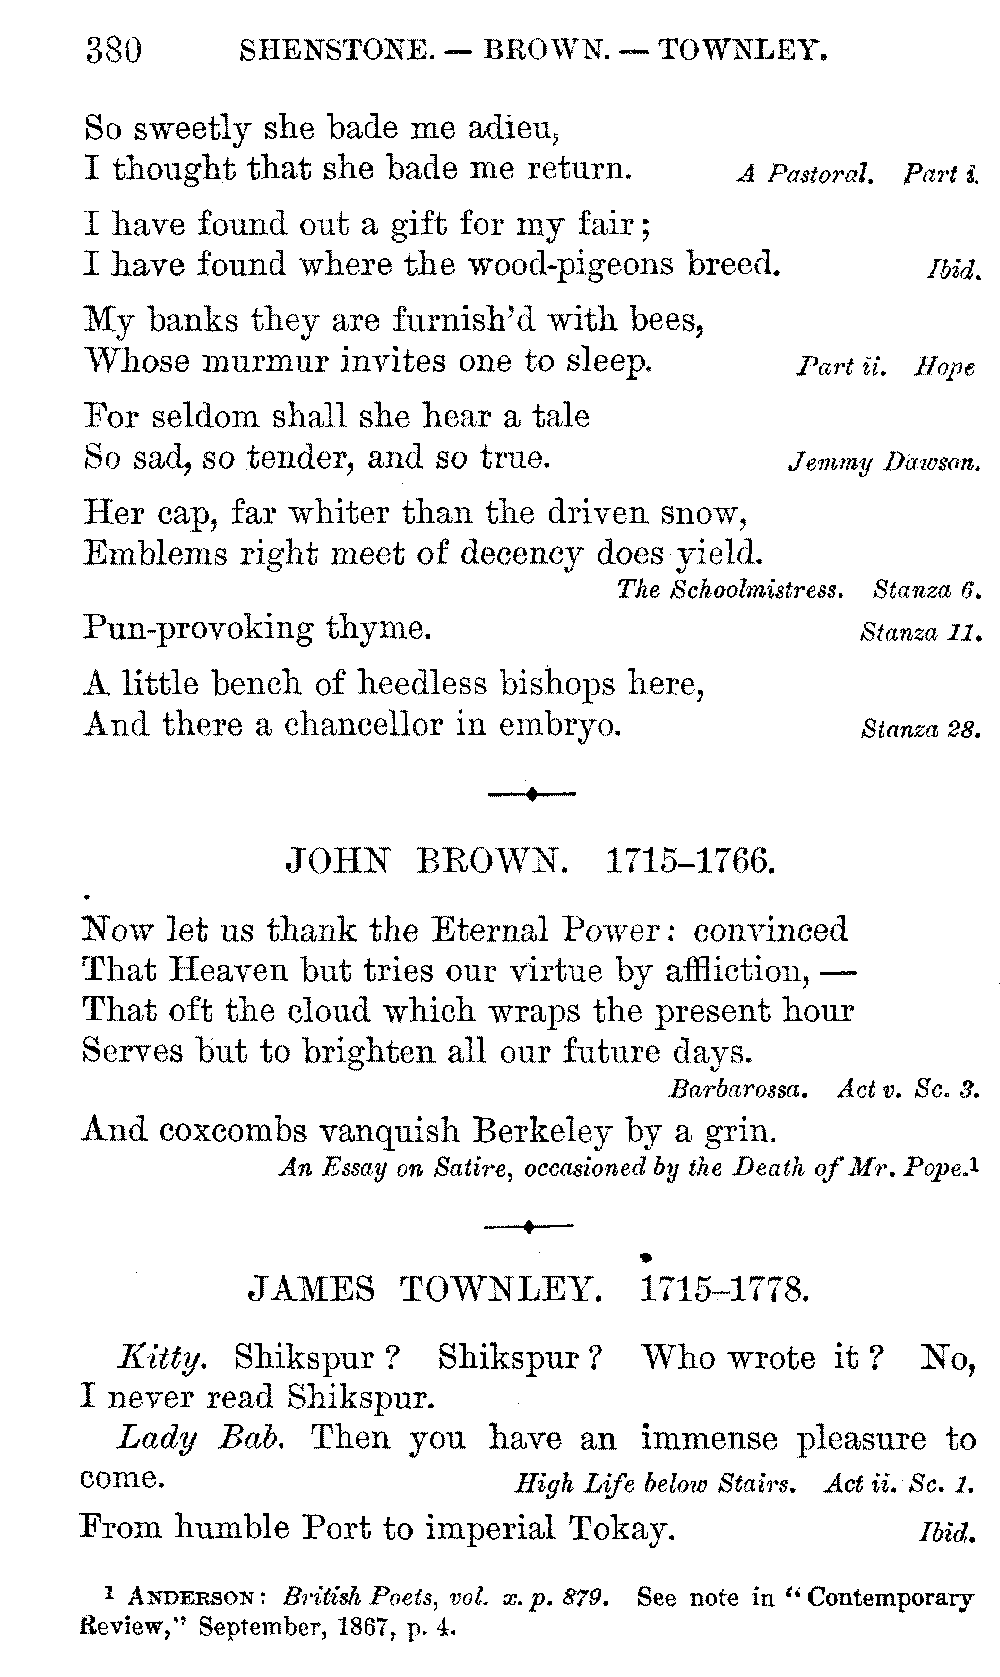 380 SHENSTONE. — BROWN. — TOWNLEY.
So sweetly she bade me adieu,
I thought that she bade me return. A Pastoral. Part i.
I have found out a gift for my fair;
I have found where the wood-pigeons breed. Ibid.
My banks they are furnish'd with bees,
Whose murmur invites one to sleep. Part ii. Hope
For seldom shall she hear a tale
So sad, so tender, and so true. Jemmy Dawson.
Her cap, far whiter than the driven snow,
Emblems right meet of decency does yield.
The Schoolmistress. Stanza 6.
Pun-provoking thyme. Stanza 11.
A little bench of heedless bishops here,
And there a chancellor in embryo. Stanza 28.
JOHN BROWN. 1715–1766.
Now let us thank the Eternal Power: convinced
That Heaven but tries our virtue by affliction, —
That oft the cloud which wraps the present hour
Serves but to brighten all our future days.
Barbarossa. Act v. Sc. 3.
And coxcombs vanquish Berkeley by a grin.
An Essay on Satire, occasioned by the Death of Mr. Pope.1
JAMES TOWNLEY. 1715–1778.
Kitty. Shikspur? Shikspur? Who wrote it? No,
I never read Shikspur.
Lady Bab. Then you have an immense pleasure to
come. High Life below Stairs. Act ii. Sc. 1.
From humble Port to imperial Tokay. Ibid.
1 ANDERSON: British Poets, vol. x. p. 879. See note in "Contemporary
Review," September, 1867, p. 4.